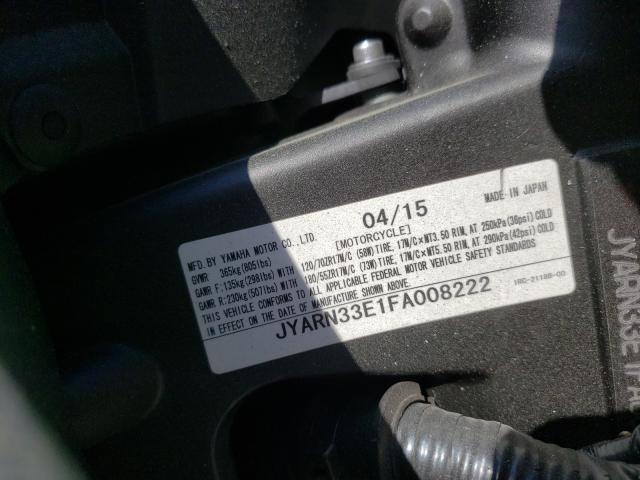 MFD. BY YAMAHA MOTOR CO.,LTD. 04/15 MADE IN JAPAN
GVWR 365kg(805lbs) [MOTORCYCLE]
GAWR F:135kg(298lbs) WITH 120/70ZR17M/C (58W)TIRE, 17M/C×MT3.50 RIM, AT 250kPa(36psi) COLD
GAWR R:230kg(507lbs) WITH 180/55ZR17M/C (73W)TIRE, 17M/C×MT5.50 RIM, AT 290kPa(42psi) COLD
THIS VEHICLE CONFORMS TO ALL APPLICABLE FEDERAL MOTOR VEHICLE SAFETY STANDARDS
IN EFFECT ON THE DATE OF MANUFACTURE SHOWN ABOVE.
1RC-2118B-00
JYARN33E1FA008222